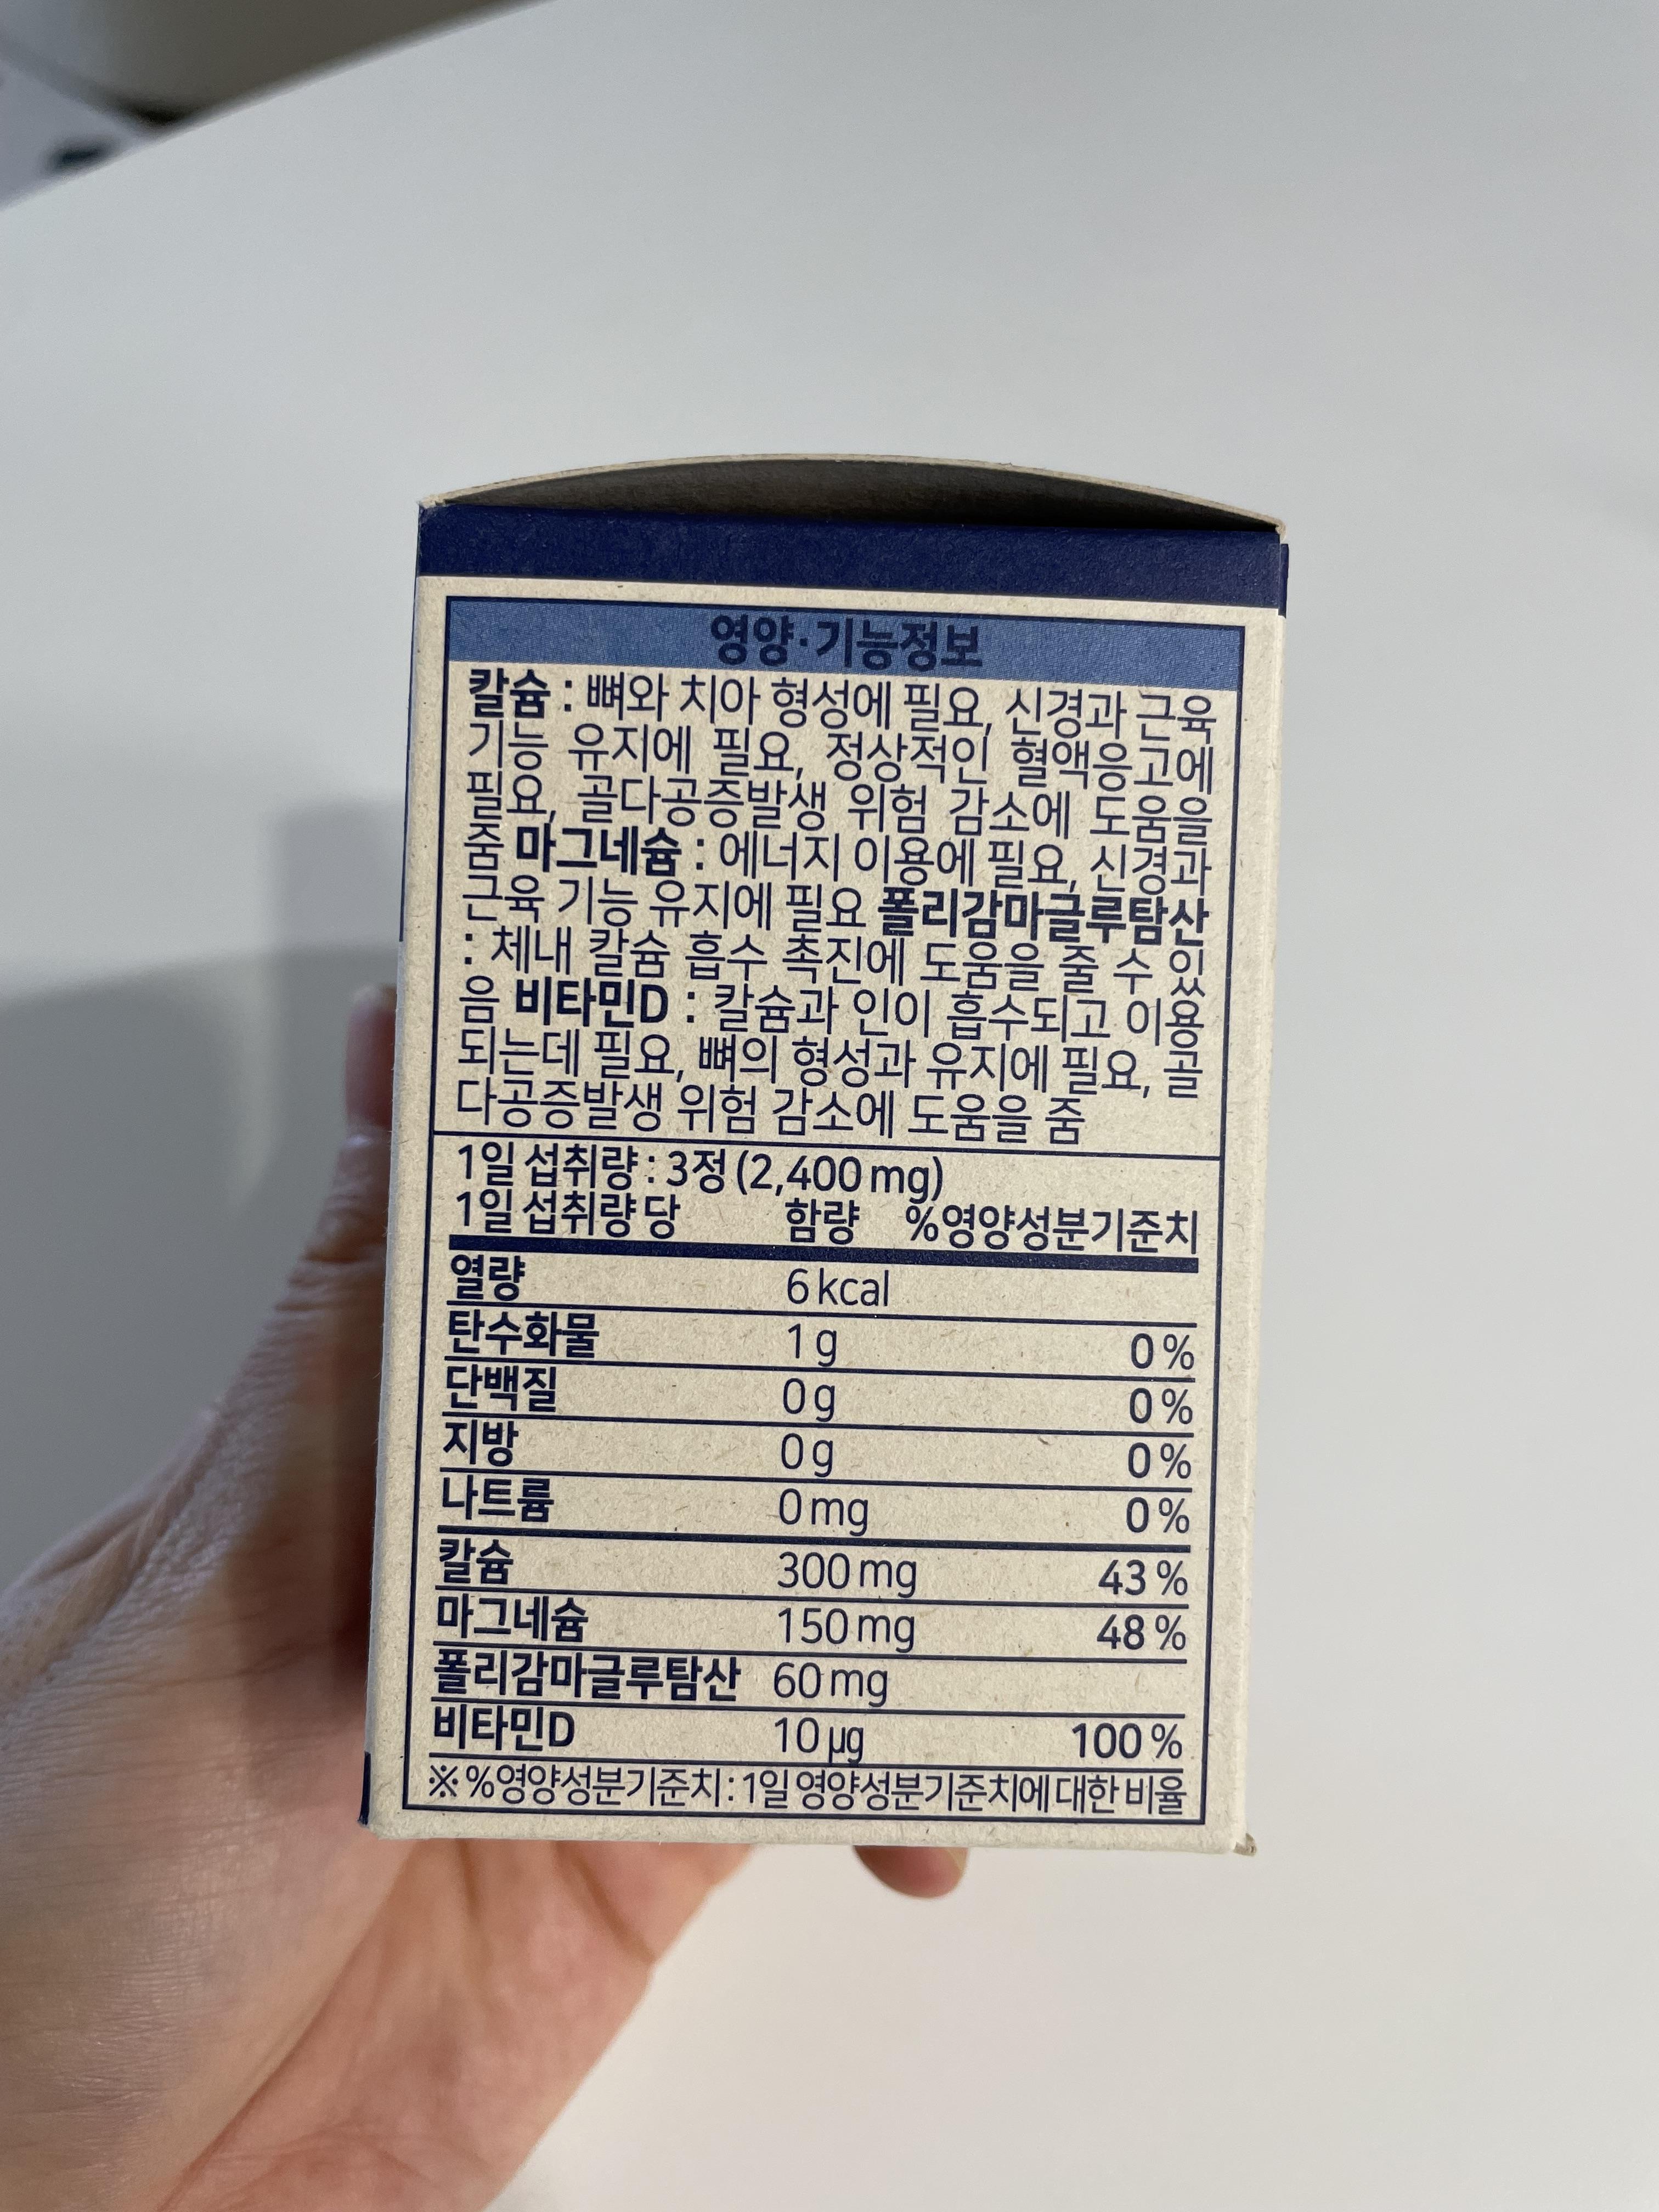 영양·기능정보
칼슘 : 뼈와 치아 형성에 필요, 신경과 근육
기능 유지에 필요, 정상적인 혈액응고에
필요, 골다공증발생 위험 감소에 도움을
줌 마그네슘 : 에너지 이용에 필요, 신경과
근육 기능 유지에 필요 폴리감마글루탐산
: 체내 칼슘 흡수 촉진에 도움을 줄 수 있
음 비타민D : 칼슘과 인이 흡수되고 이용
되는데 필요, 뼈의 형성과 유지에 필요, 골
다공증발생 위험 감소에 도움을 줌
1일 섭취량 : 3정 (2,400 mg)
1일 섭취량 당 함량 %영양성분기준치
열량 6 kcal
탄수화물 1 g 0 %
단백질 0 g 0 %
지방 0 g 0 %
나트륨 0 mg 0 %
칼슘 300 mg 43 %
마그네슘 150 mg 48 %
폴리감마글루탐산 60 mg
비타민D 10 µg 100 %
※ %영양성분기준치 : 1일 영양성분기준치에 대한 비율